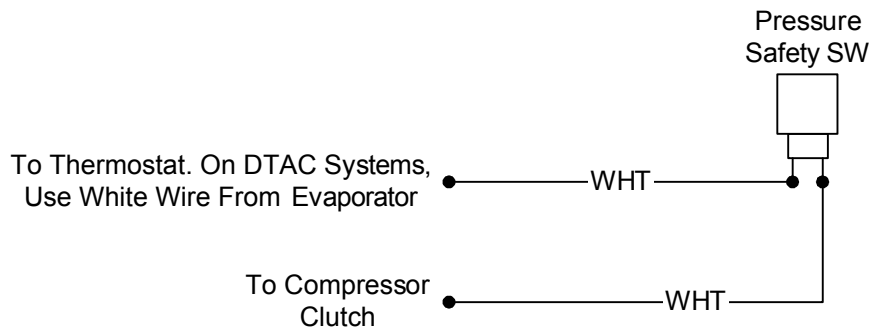 Pressure
Safety SW
To Thermostat. On DTAC Systems,
Use White Wire From Evaporator
WHT
To Compressor
Clutch
WHT